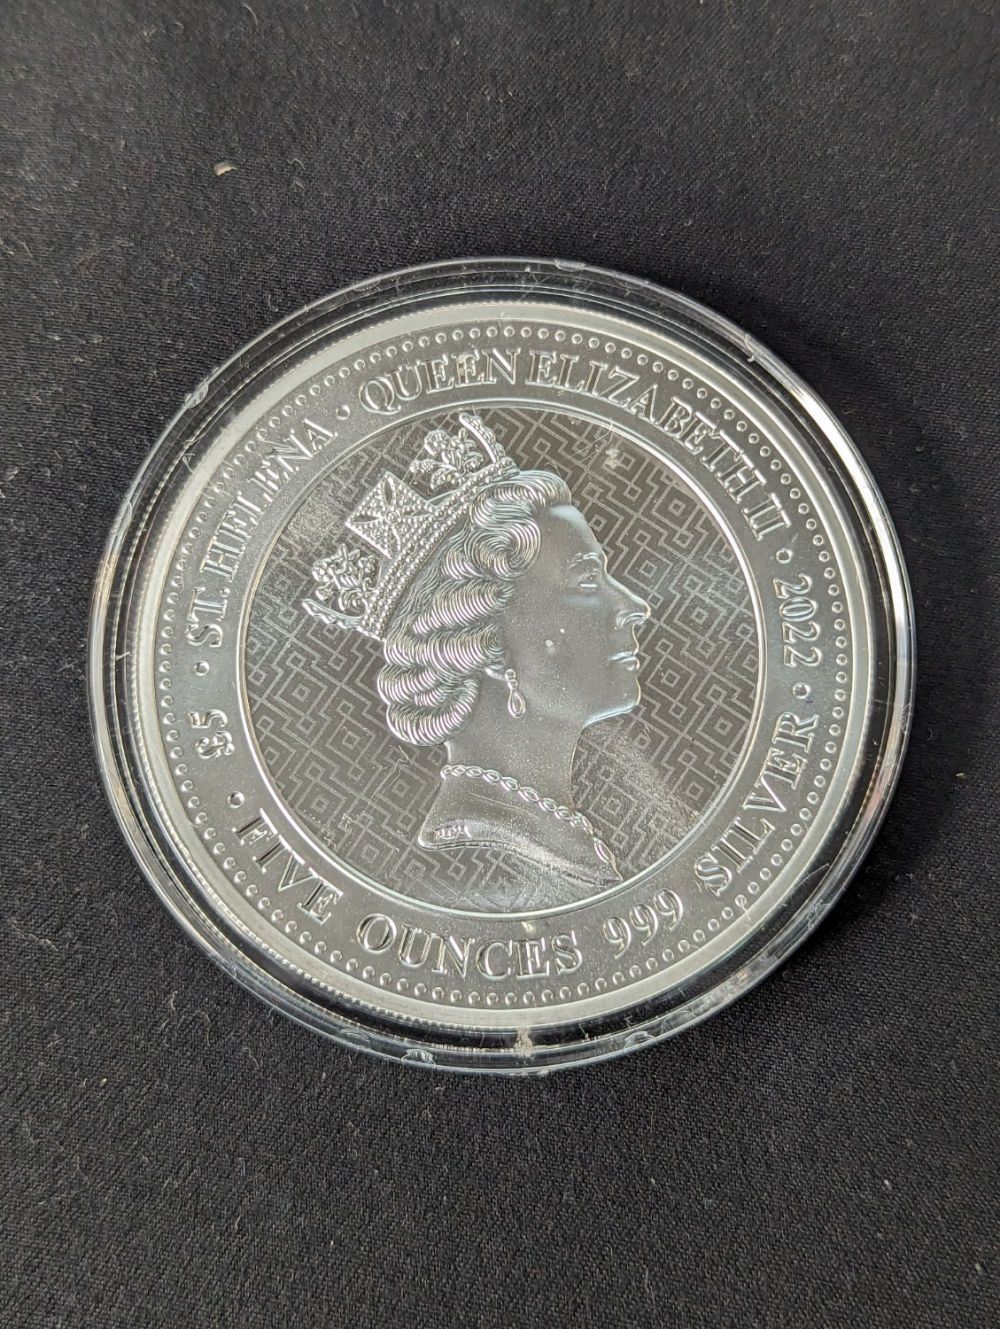 ST. HELENA · QUEEN ELIZABETH II · 2022 ·
£5 · FIVE OUNCES 999 SILVER ·